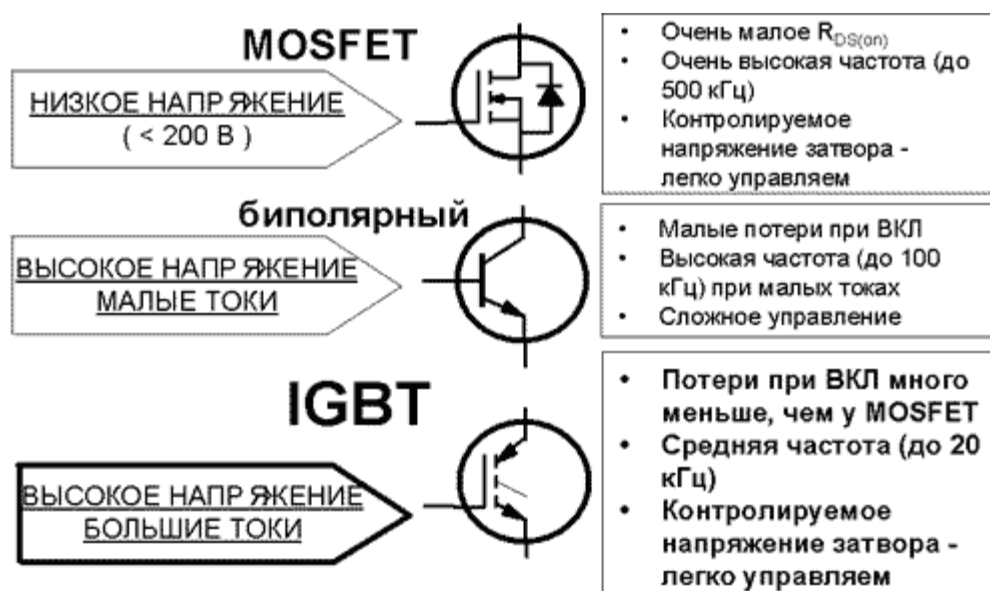 MOSFET
НИЗКОЕ НАПРЯЖЕНИЕ
( < 200 В )
• Очень малое RDS(on)
• Очень высокая частота (до
500 кГц)
• Контролируемое
напряжение затвора -
легко управляем
биполярный
ВЫСОКОЕ НАПРЯЖЕНИЕ
МАЛЫЕ ТОКИ
• Малые потери при ВКЛ
• Высокая частота (до 100
кГц) при малых токах
• Сложное управление
IGBT
ВЫСОКОЕ НАПРЯЖЕНИЕ
БОЛЬШИЕ ТОКИ
• Потери при ВКЛ много
меньше, чем у MOSFET
• Средняя частота (до 20
кГц)
• Контролируемое
напряжение затвора -
легко управляем